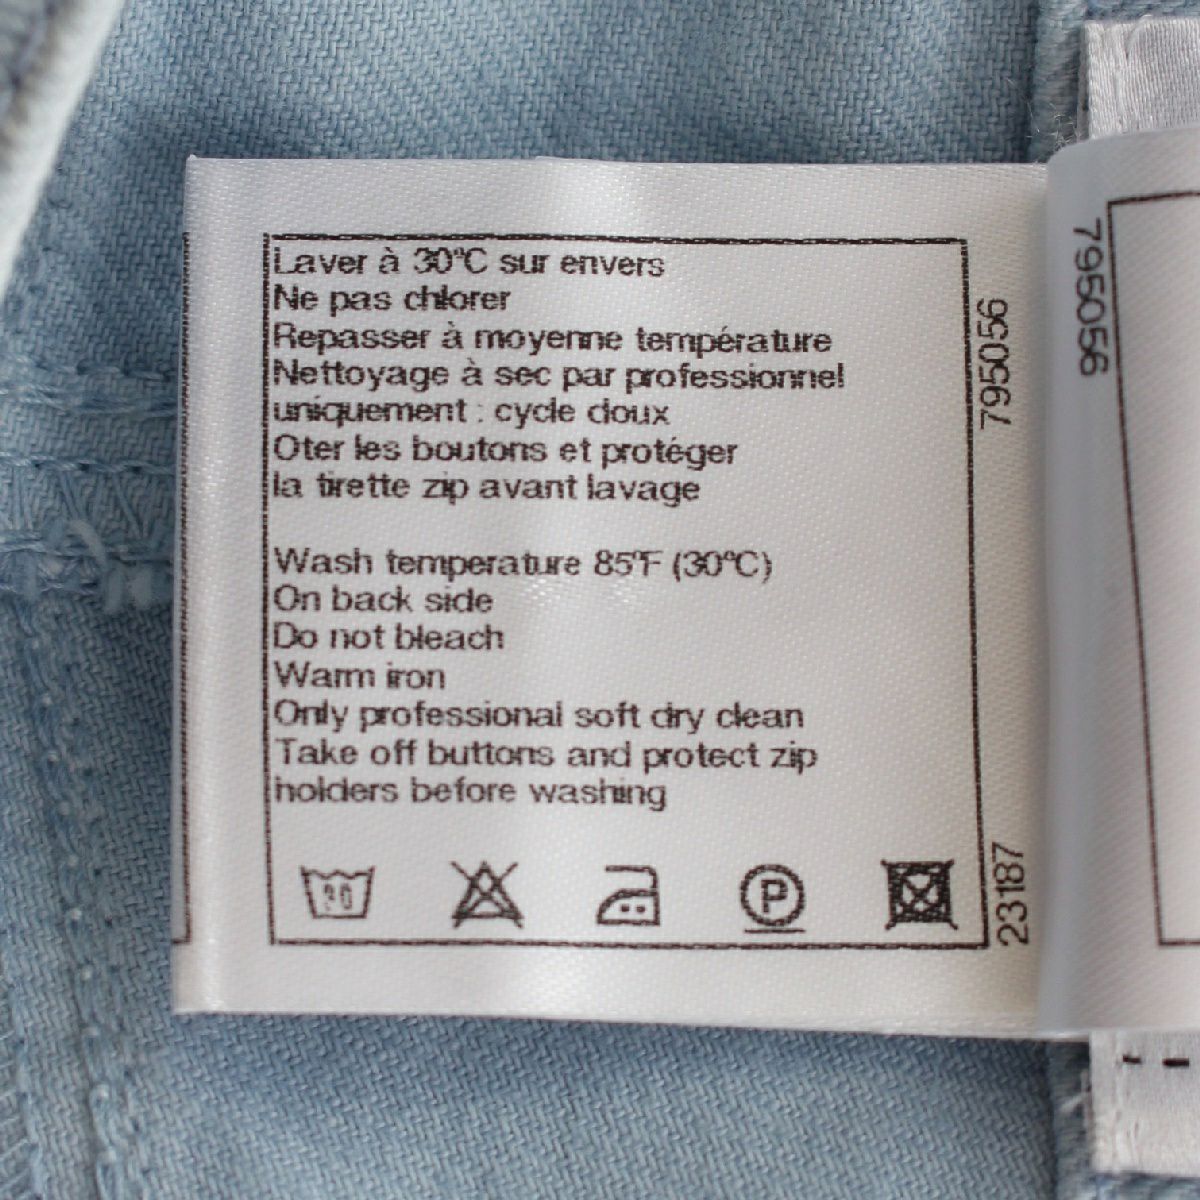 Laver à 30°C sur envers
Ne pas chlorer
Repasser à moyenne température
Nettoyage à sec par professionnel
uniquement : cycle doux
Oter les boutons et protéger
la tirette zip avant lavage
Wash temperature 85°F (30°C)
On back side
Do not bleach
Warm iron
Only professional soft dry clean
Take off buttons and protect zip
holders before washing
30
P
795056
23187
795056